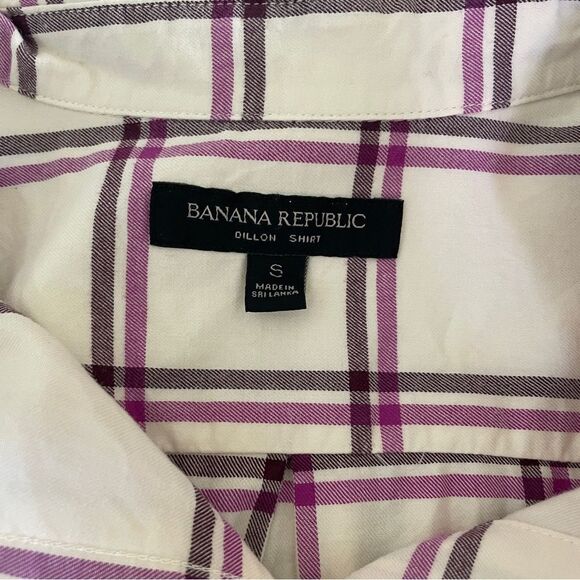 BANANA REPUBLIC
DILLON SHIRT
S
MADE IN
SRI LANKA